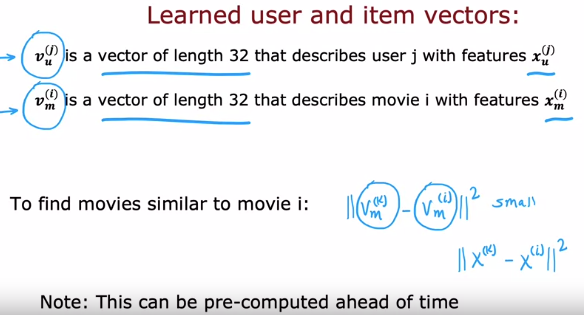 Learned user and item vectors:
v_u^(j) is a vector of length 32 that describes user j with features x_u^(j)
v_m^(i) is a vector of length 32 that describes movie i with features x_m^(i)
To find movies similar to movie i: ||v_m^(k) - v_m^(i)||^2 small
||x^(k) - x^(i)||^2
Note: This can be pre-computed ahead of time